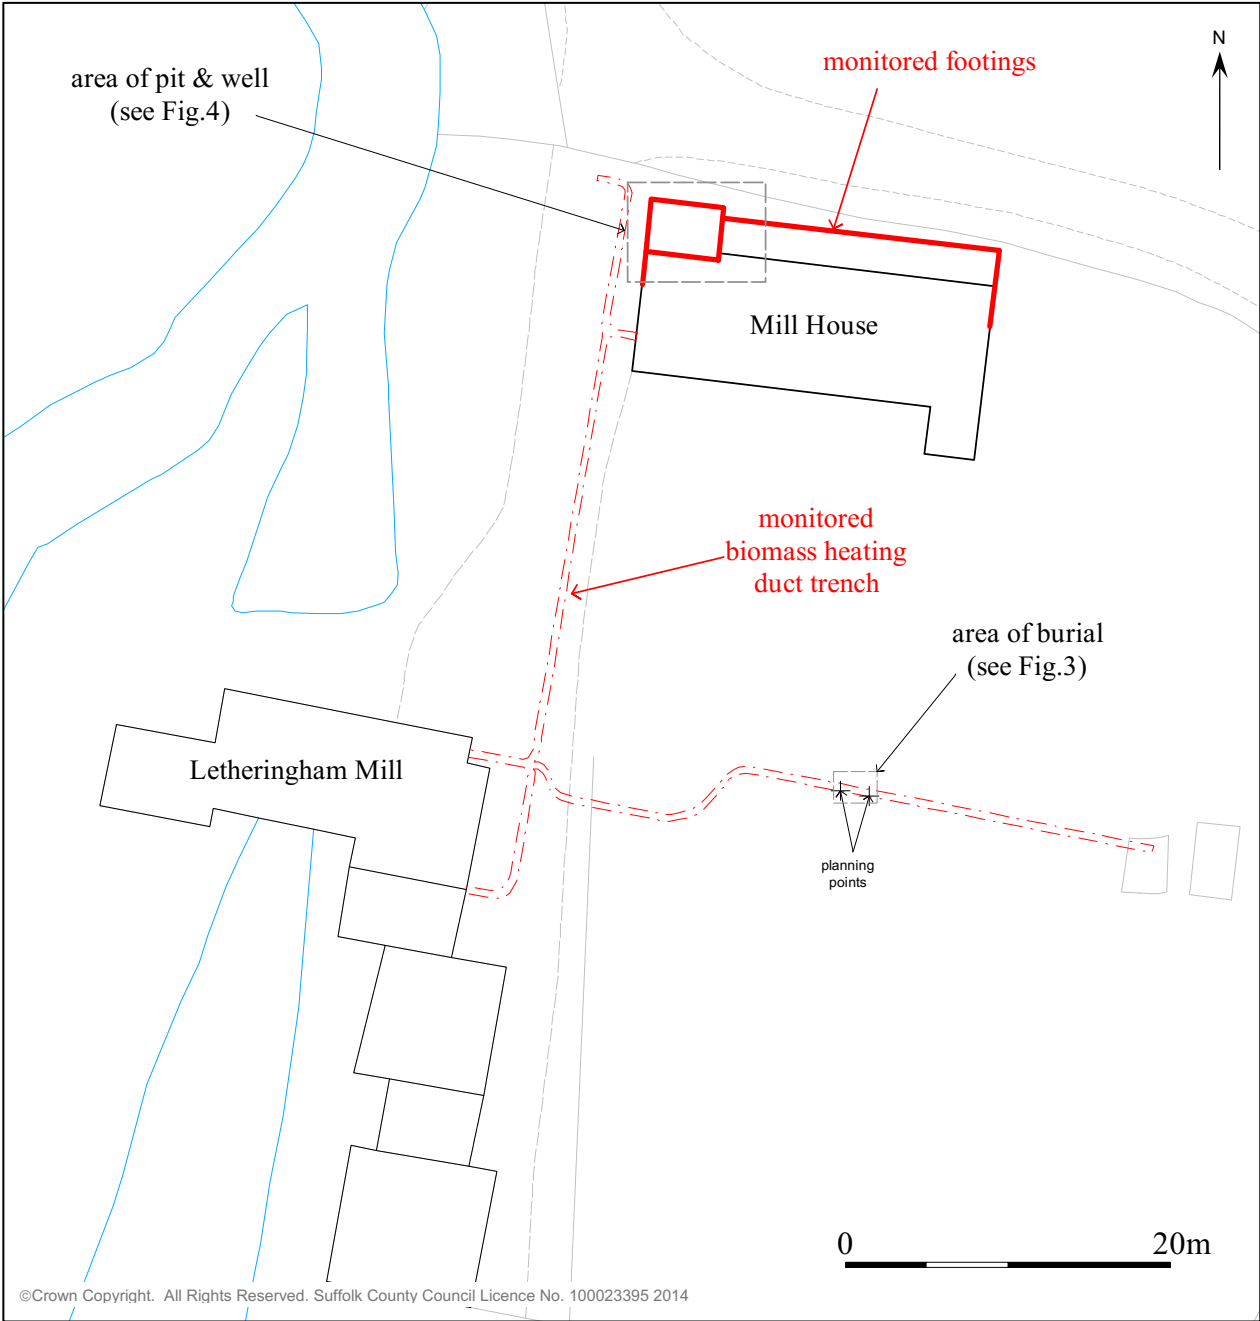 N
monitored footings
area of pit & well
(see Fig.4)
Mill House
monitored
biomass heating
duct trench
area of burial
(see Fig.3)
Letheringham Mill
planning
points
0 20m
©Crown Copyright. All Rights Reserved. Suffolk County Council Licence No. 100023395 2014